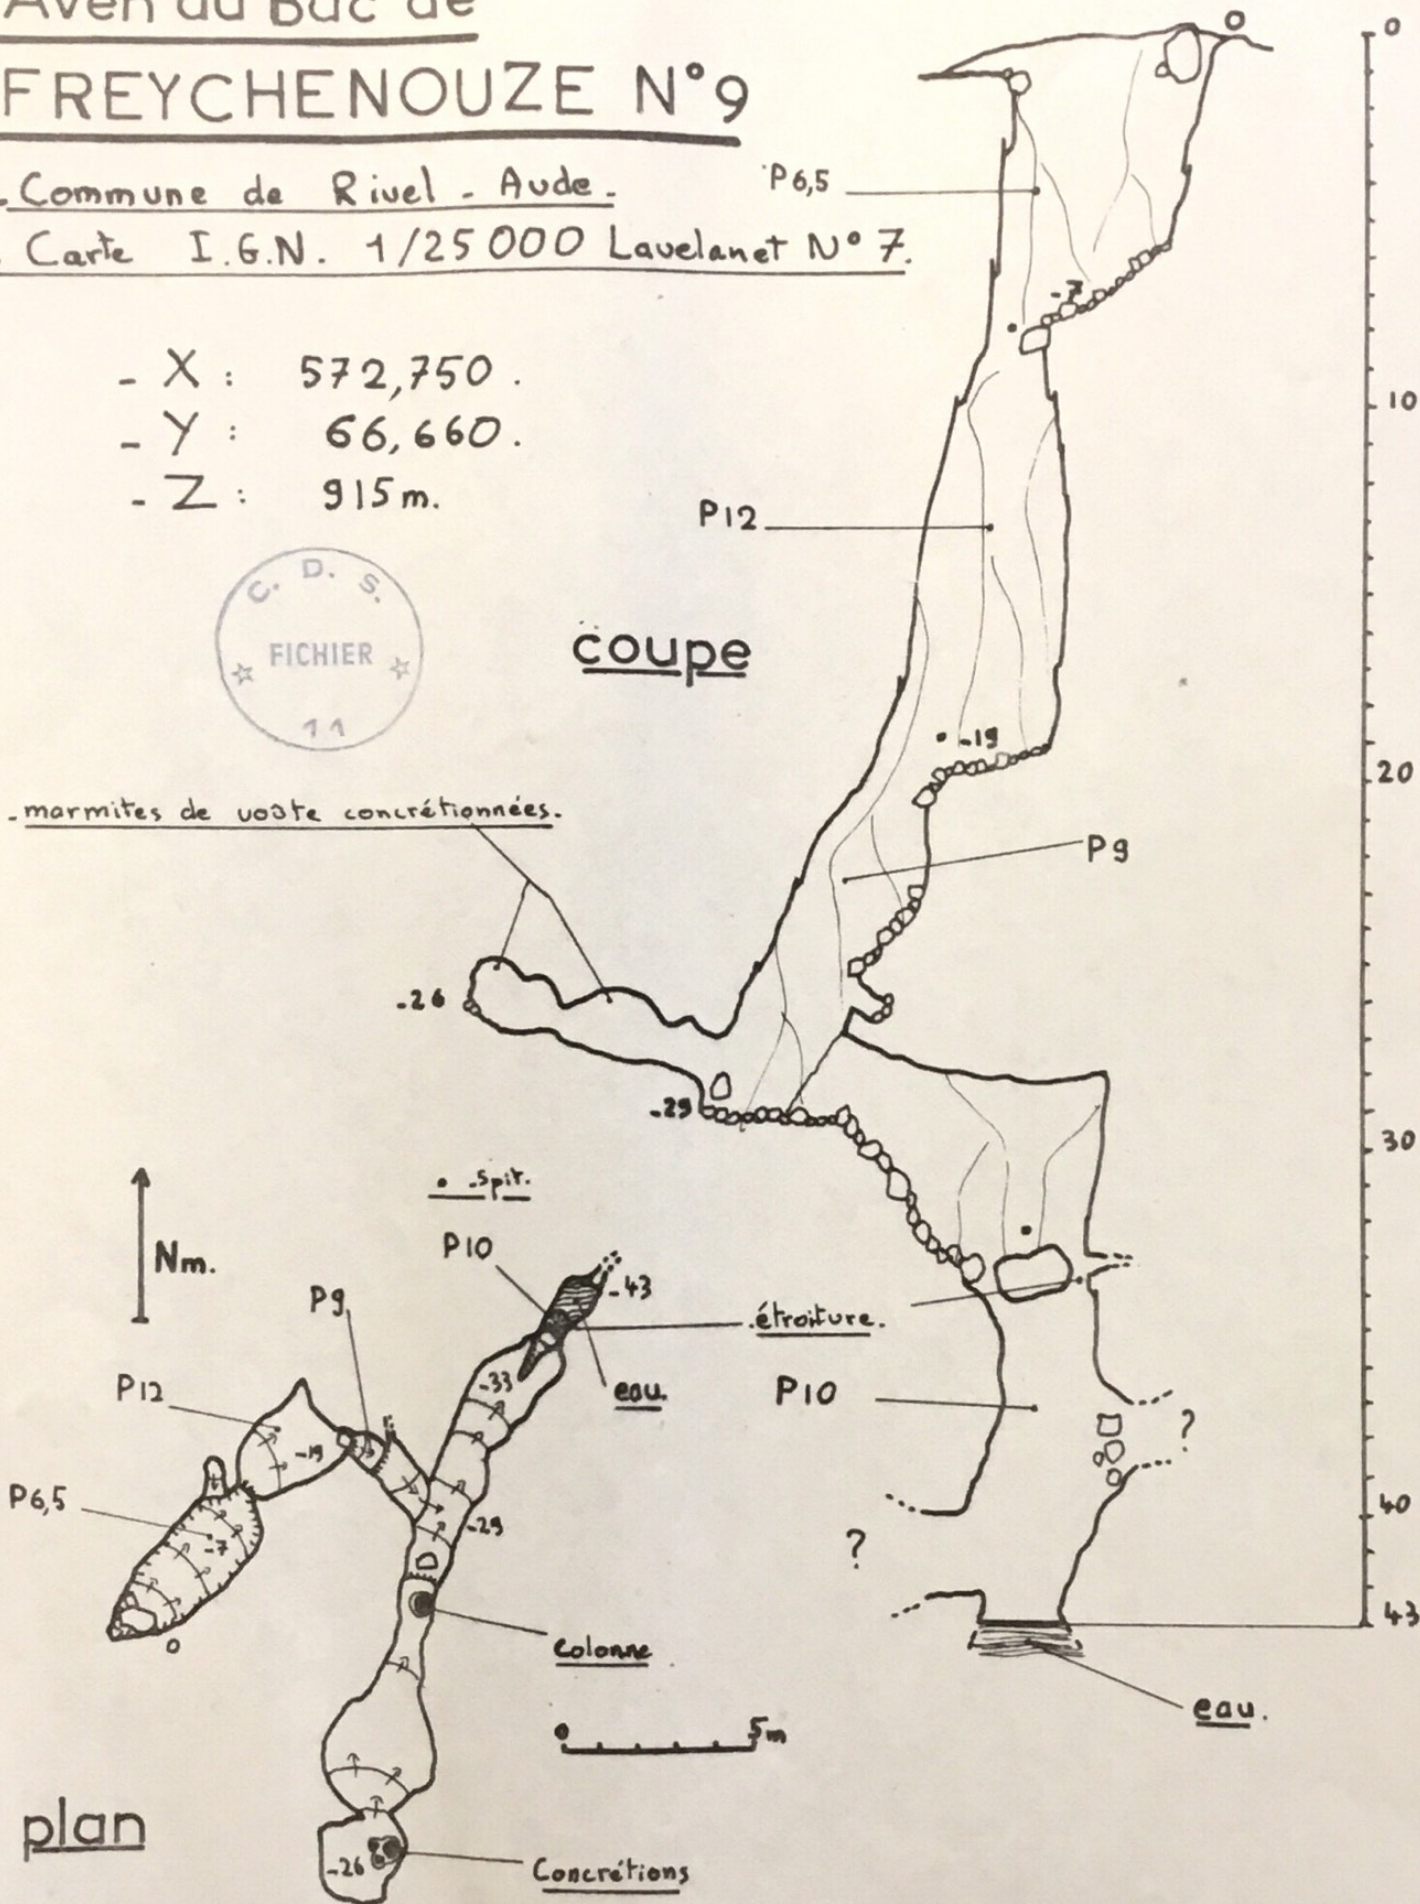 Aven du Bac de
FREYCHENOUZE N°9
- Commune de Rivel - Aude.
- Carte I.G.N. 1/25000 Lavelanet N° 7.
- X : 572,750.
- Y : 66,660.
- Z : 915 m.
C. D. S.
FICHIER
11
coupe
P6,5
-7
P12
-19
P9
- marmites de voûte concrétionnées.
-26
-29
étroiture.
P10
?
?
eau.
0
10
20
30
40
43
0
• spit.
Nm.
P10
-43
P9
eau.
-33
P12
-19
P6,5
-7
-29
0
Colonne
0 5m
plan
-26
Concrétions